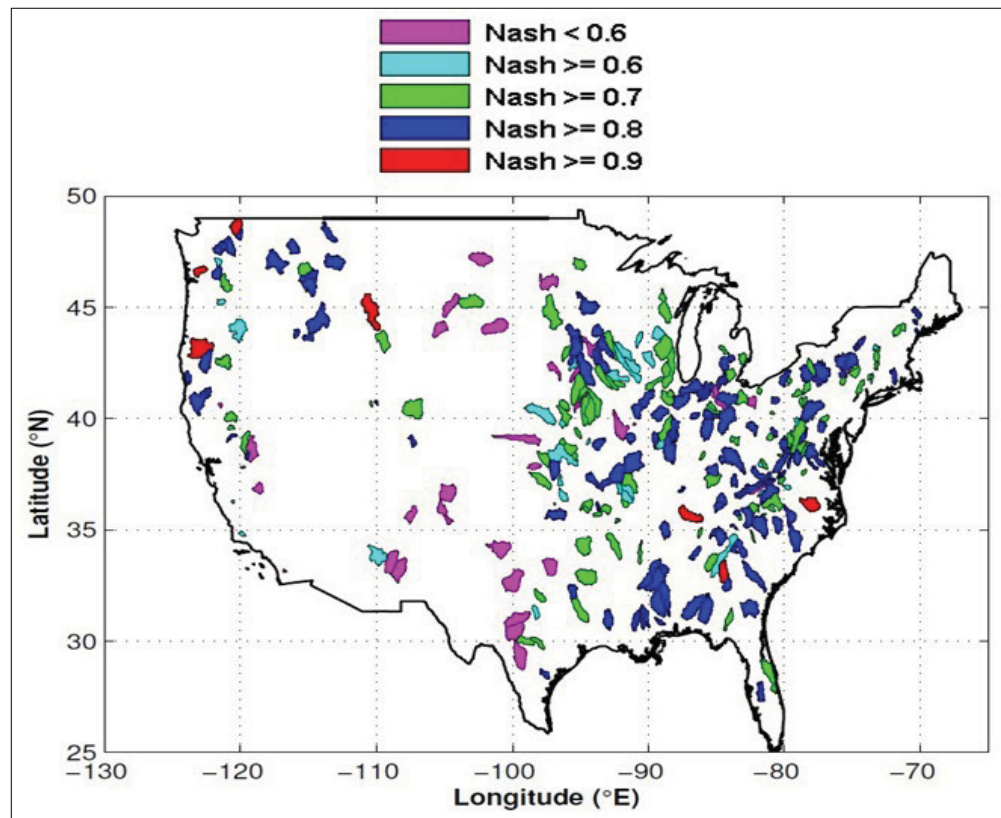 Nash < 0.6
Nash >= 0.6
Nash >= 0.7
Nash >= 0.8
Nash >= 0.9
50
45
40
35
30
25
Latitude (°N)
−130 −120 −110 −100 −90 −80 −70
Longitude (°E)